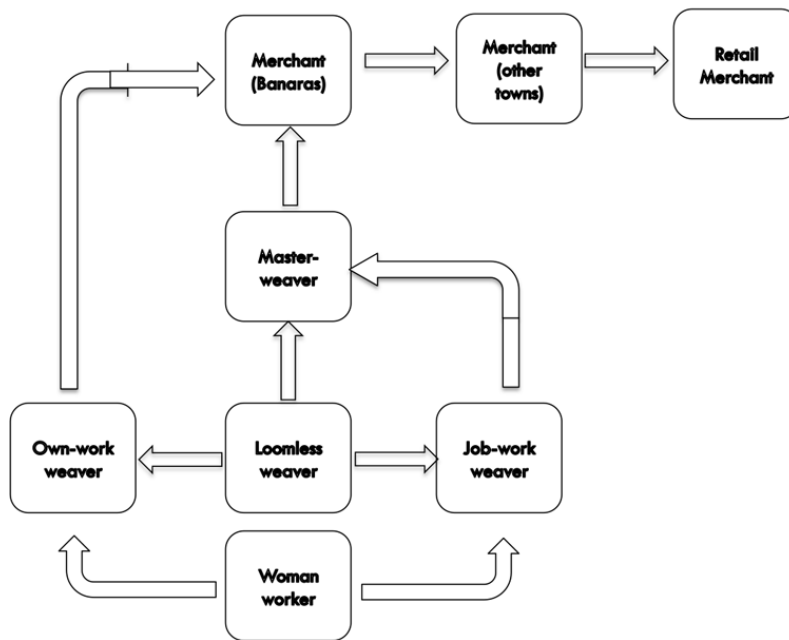 Merchant
(Banaras)
Merchant
(other
towns)
Retail
Merchant
Master-
weaver
Own-work
weaver
Loomless
weaver
Job-work
weaver
Woman
worker